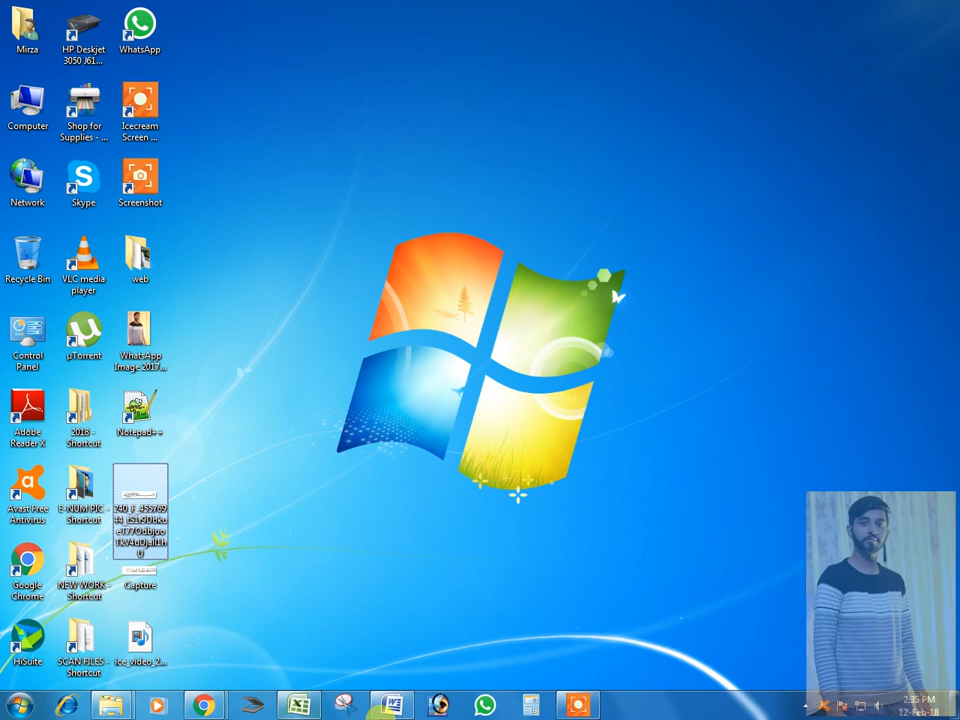 Mirza
HP Deskjet
3050 J61...
WhatsApp
Computer
Shop for
Supplies - ...
Icecream
Screen ...
Network
Skype
Screenshot
Recycle Bin
VLC media
player
web
Control
Panel
µTorrent
WhatsApp
Image 2017...
Adobe
Reader X
2018 -
Shortcut
Notepad++
Avast Free
Antivirus
E-NUM PIC -
Shortcut
Google
Chrome
NEW WORK -
Shortcut
Capture
HiSuite
SCAN FILES -
Shortcut
ice_video_2...
2:35 PM
12-Feb-18